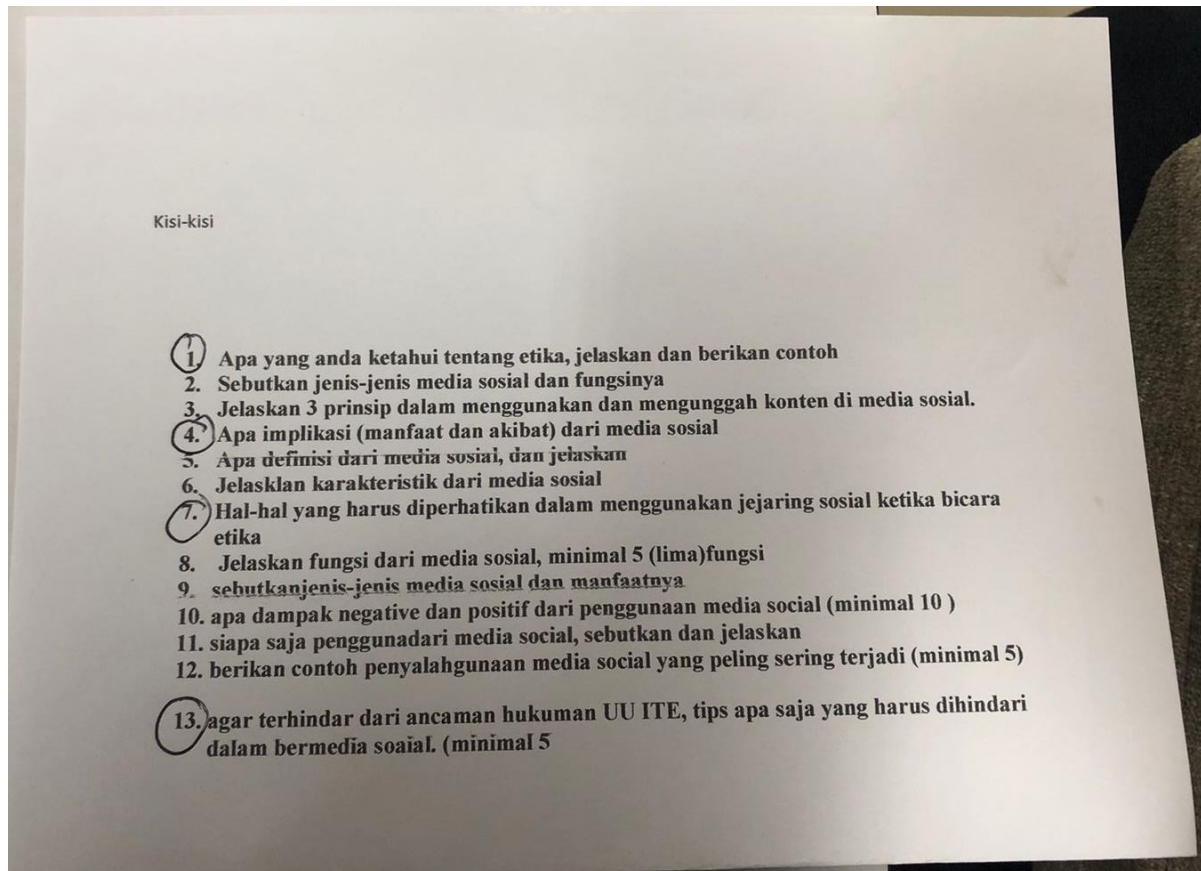 Kisi-kisi
1. Apa yang anda ketahui tentang etika, jelaskan dan berikan contoh
2. Sebutkan jenis-jenis media sosial dan fungsinya
3. Jelaskan 3 prinsip dalam menggunakan dan mengunggah konten di media sosial.
4. Apa implikasi (manfaat dan akibat) dari media sosial
5. Apa definisi dari media sosial, dan jelaskan
6. Jelasklan karakteristik dari media sosial
7. Hal-hal yang harus diperhatikan dalam menggunakan jejaring sosial ketika bicara
etika
8. Jelaskan fungsi dari media sosial, minimal 5 (lima)fungsi
9. sebutkanjenis-jenis media sosial dan manfaatnya
10. apa dampak negative dan positif dari penggunaan media social (minimal 10 )
11. siapa saja penggunadari media social, sebutkan dan jelaskan
12. berikan contoh penyalahgunaan media social yang peling sering terjadi (minimal 5)
13. agar terhindar dari ancaman hukuman UU ITE, tips apa saja yang harus dihindari
dalam bermedia soaial. (minimal 5